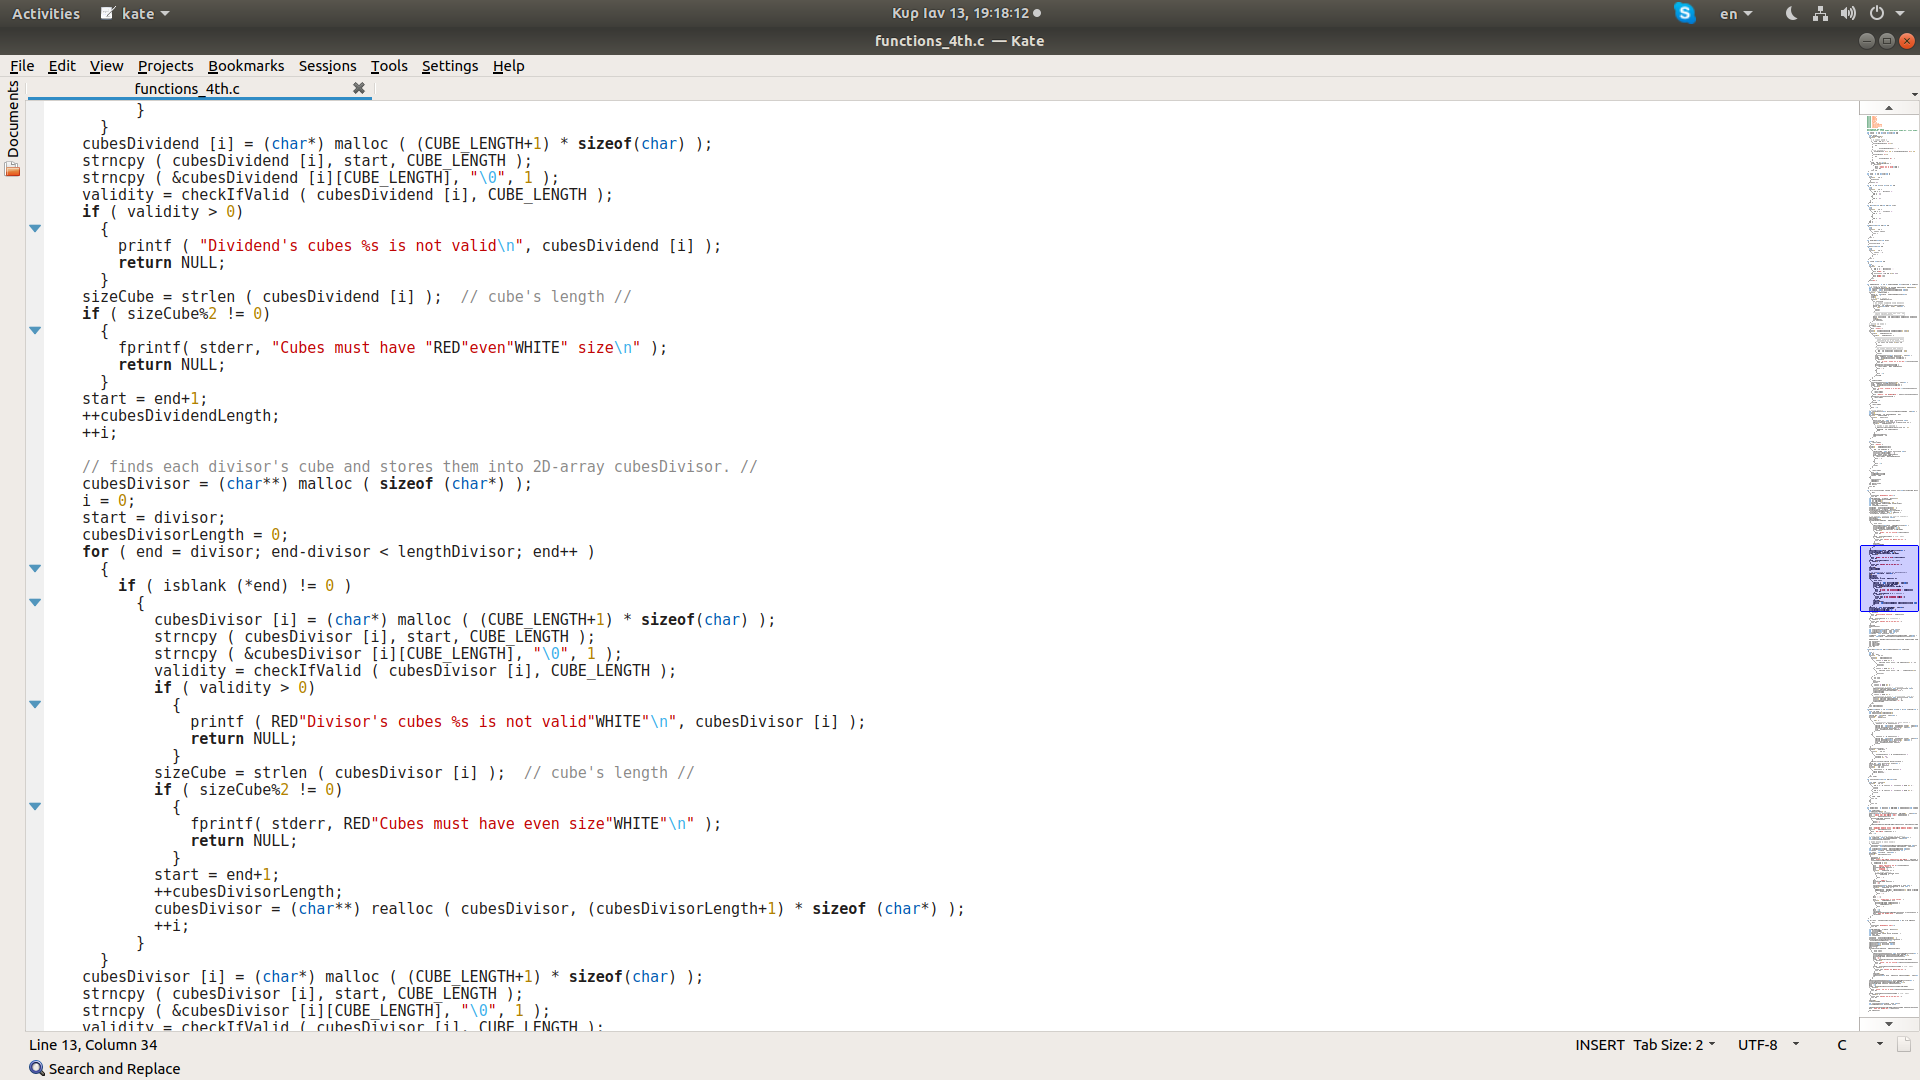 Activities kate Κυρ Ιαν 13, 19:18:12 en
functions_4th.c — Kate
File Edit View Projects Bookmarks Sessions Tools Settings Help
functions_4th.c
Documents
}
}
cubesDividend [i] = (char*) malloc ( (CUBE_LENGTH+1) * sizeof(char) );
strncpy ( cubesDividend [i], start, CUBE_LENGTH );
strncpy ( &cubesDividend [i][CUBE_LENGTH], "\0", 1 );
validity = checkIfValid ( cubesDividend [i], CUBE_LENGTH );
if ( validity > 0)
{
printf ( "Dividend's cubes %s is not valid\n", cubesDividend [i] );
return NULL;
}
sizeCube = strlen ( cubesDividend [i] );  // cube's length //
if ( sizeCube%2 != 0)
{
fprintf( stderr, "Cubes must have "RED"even"WHITE" size\n" );
return NULL;
}
start = end+1;
++cubesDividendLength;
++i;
// finds each divisor's cube and stores them into 2D-array cubesDivisor. //
cubesDivisor = (char**) malloc ( sizeof (char*) );
i = 0;
start = divisor;
cubesDivisorLength = 0;
for ( end = divisor; end-divisor < lengthDivisor; end++ )
{
if ( isblank (*end) != 0 )
{
cubesDivisor [i] = (char*) malloc ( (CUBE_LENGTH+1) * sizeof(char) );
strncpy ( cubesDivisor [i], start, CUBE_LENGTH );
strncpy ( &cubesDivisor [i][CUBE_LENGTH], "\0", 1 );
validity = checkIfValid ( cubesDivisor [i], CUBE_LENGTH );
if ( validity > 0)
{
printf ( RED"Divisor's cubes %s is not valid"WHITE"\n", cubesDivisor [i] );
return NULL;
}
sizeCube = strlen ( cubesDivisor [i] );  // cube's length //
if ( sizeCube%2 != 0)
{
fprintf( stderr, RED"Cubes must have even size"WHITE"\n" );
return NULL;
}
start = end+1;
++cubesDivisorLength;
cubesDivisor = (char**) realloc ( cubesDivisor, (cubesDivisorLength+1) * sizeof (char*) );
++i;
}
}
cubesDivisor [i] = (char*) malloc ( (CUBE_LENGTH+1) * sizeof(char) );
strncpy ( cubesDivisor [i], start, CUBE_LENGTH );
strncpy ( &cubesDivisor [i][CUBE_LENGTH], "\0", 1 );
validity = checkIfValid ( cubesDivisor [i], CUBE_LENGTH );
Line 13, Column 34 INSERT Tab Size: 2 UTF-8 C
Search and Replace